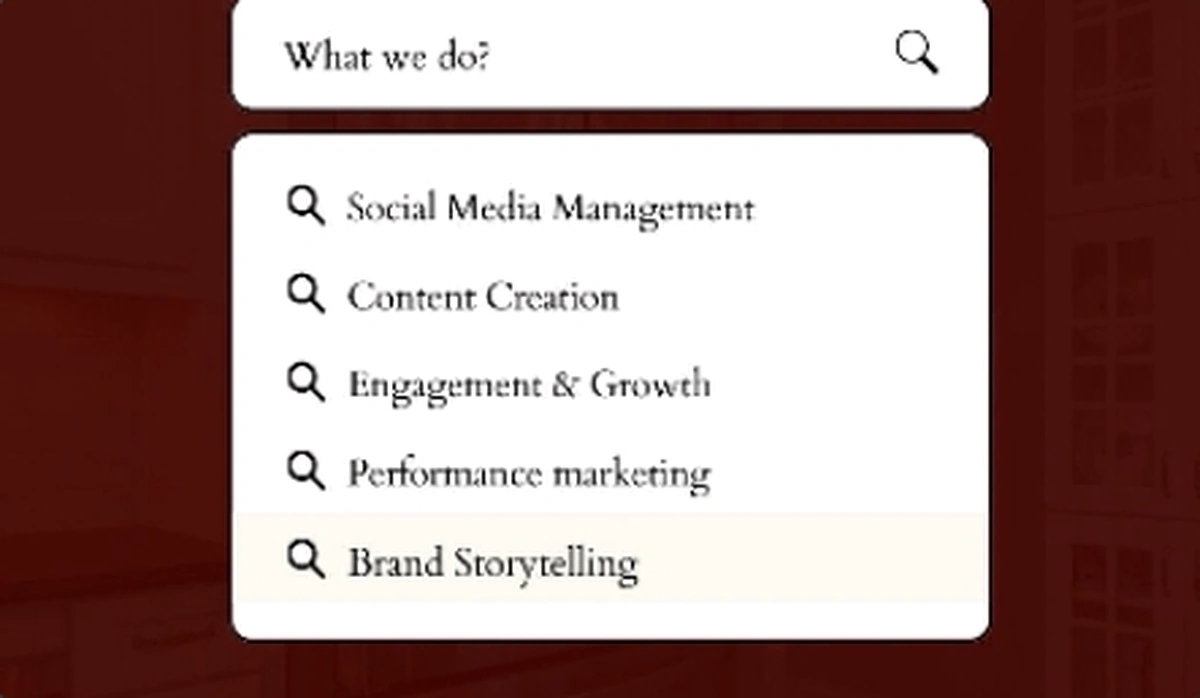 What we do?
Social Media Management
Content Creation
Engagement & Growth
Performance marketing
Brand Storytelling